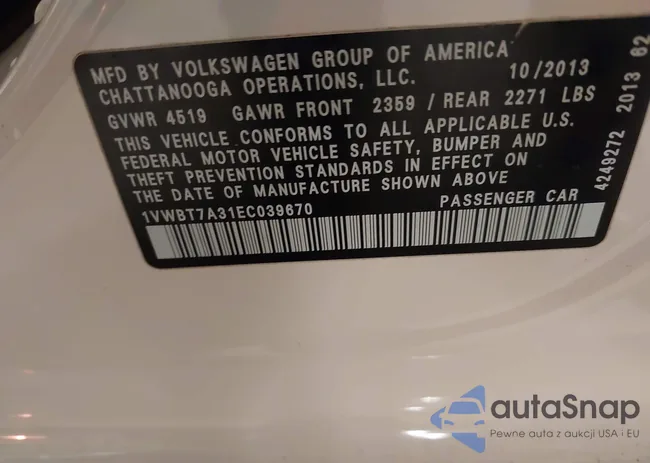 MFD BY VOLKSWAGEN GROUP OF AMERICA
CHATTANOOGA OPERATIONS, LLC. 10/2013
GVWR 4519 GAWR FRONT 2359 / REAR 2271 LBS
THIS VEHICLE CONFORMS TO ALL APPLICABLE U.S.
FEDERAL MOTOR VEHICLE SAFETY, BUMPER AND
THEFT PREVENTION STANDARDS IN EFFECT ON
THE DATE OF MANUFACTURE SHOWN ABOVE
1VWBT7A31EC039670 PASSENGER CAR
4249272 2013 62
autaSnap
Pewne auta z aukcji USA i EU